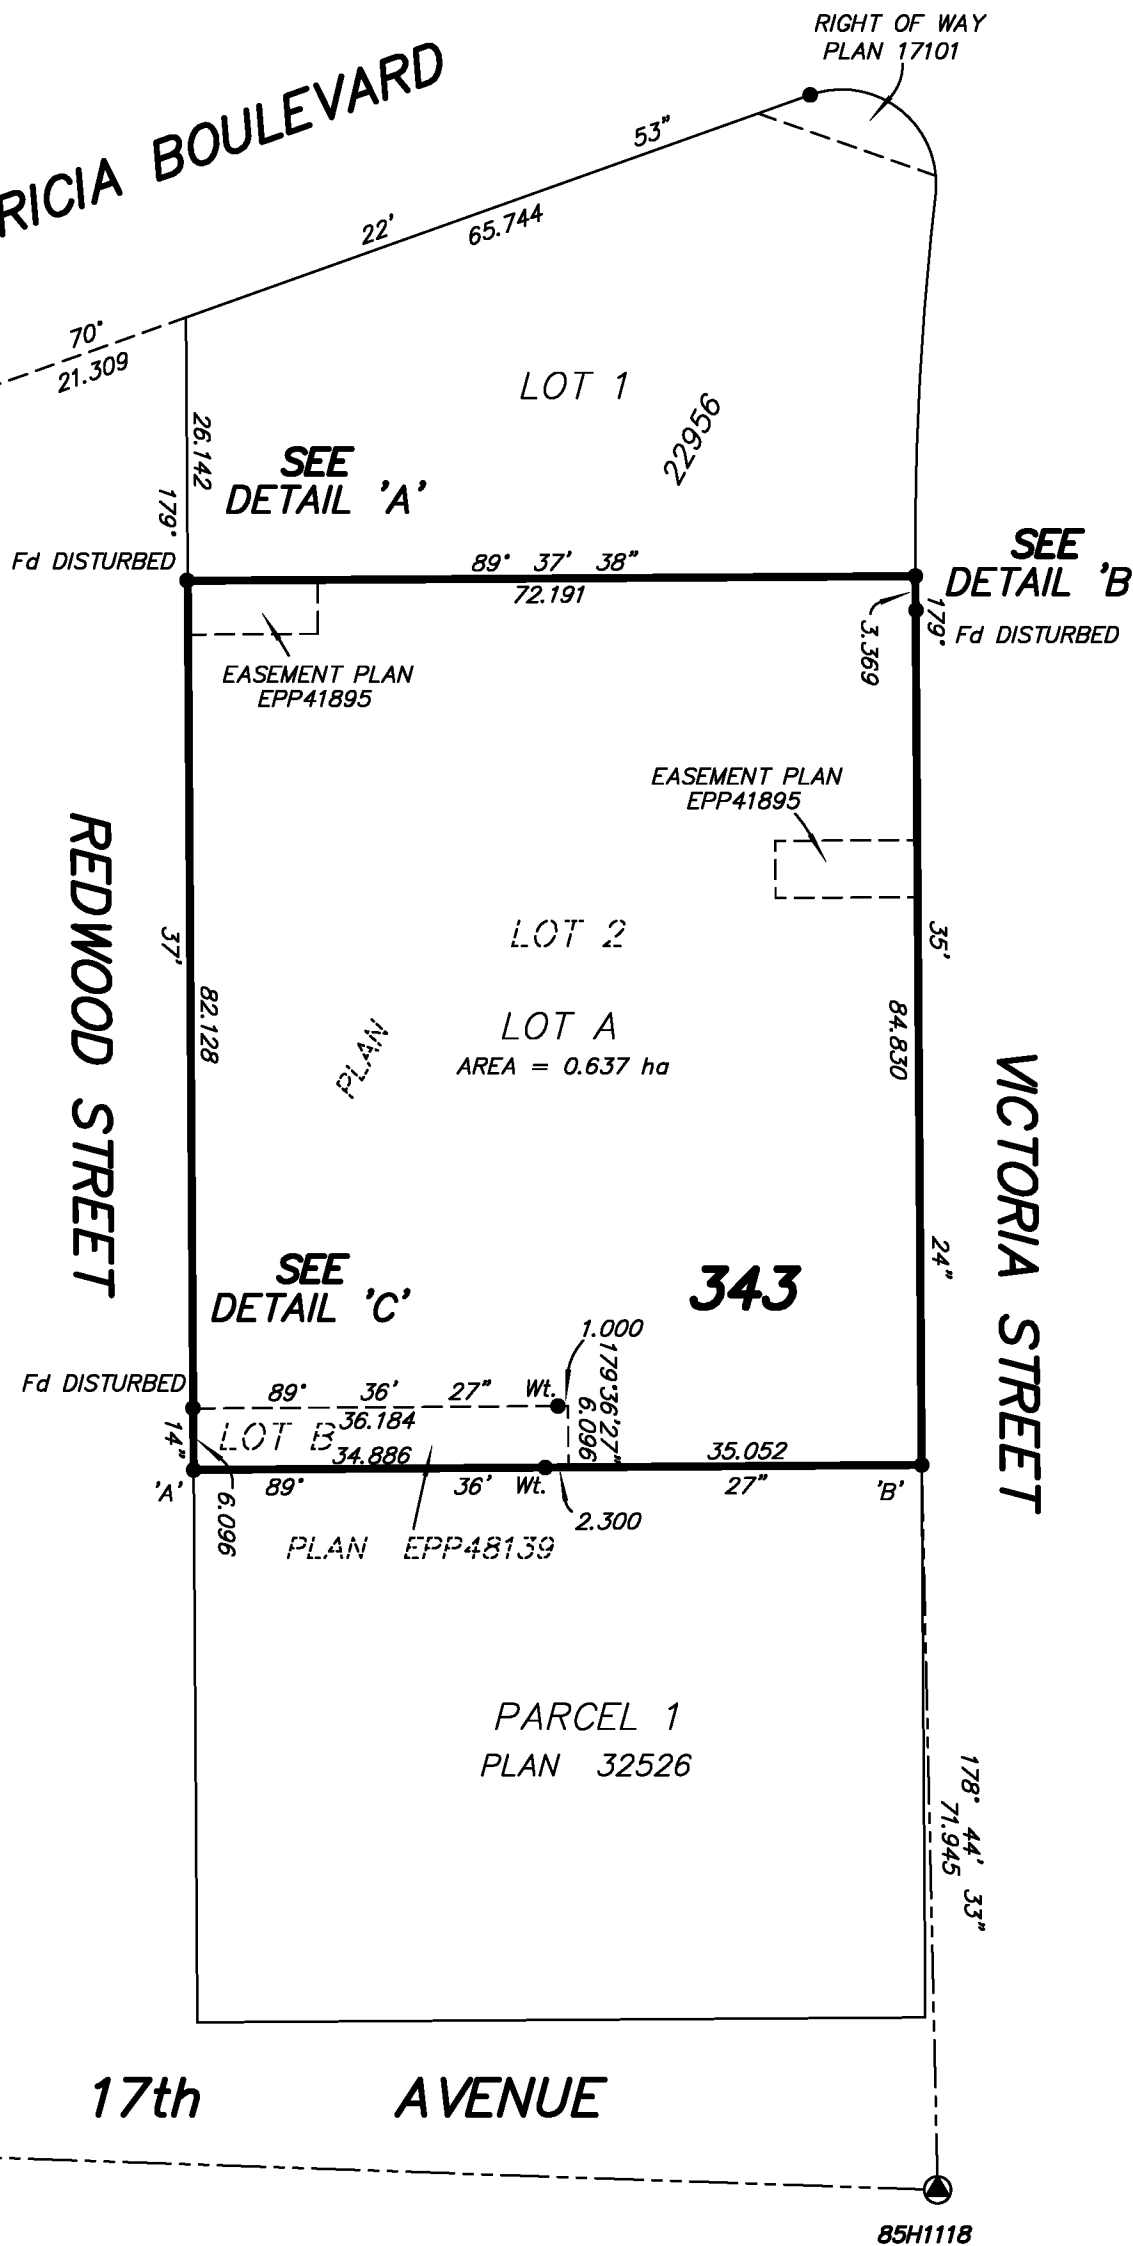 RIGHT OF WAY
PLAN 17101
RICIA BOULEVARD
53"
22'
65.744
70°
21.309
LOT 1
22956
26.142
179°
SEE
DETAIL 'A'
Fd DISTURBED
89° 37' 38"
72.191
SEE
DETAIL 'B
179°
Fd DISTURBED
3.369
EASEMENT PLAN
EPP41895
EASEMENT PLAN
EPP41895
REDWOOD STREET
37'
82.128
LOT 2
35'
LOT A
AREA = 0.637 ha
PLAN
84.830
VICTORIA STREET
24"
SEE
DETAIL 'C'
343
1.000
179°36'27"
6.096
Fd DISTURBED
89° 36' 27" Wt.
36.184
14"
LOT B
34.886
35.052
'A'
89° 36' Wt. 27" 'B'
6.096
2.300
PLAN EPP48139
PARCEL 1
PLAN 32526
178° 44' 33"
71.945
17th AVENUE
85H1118